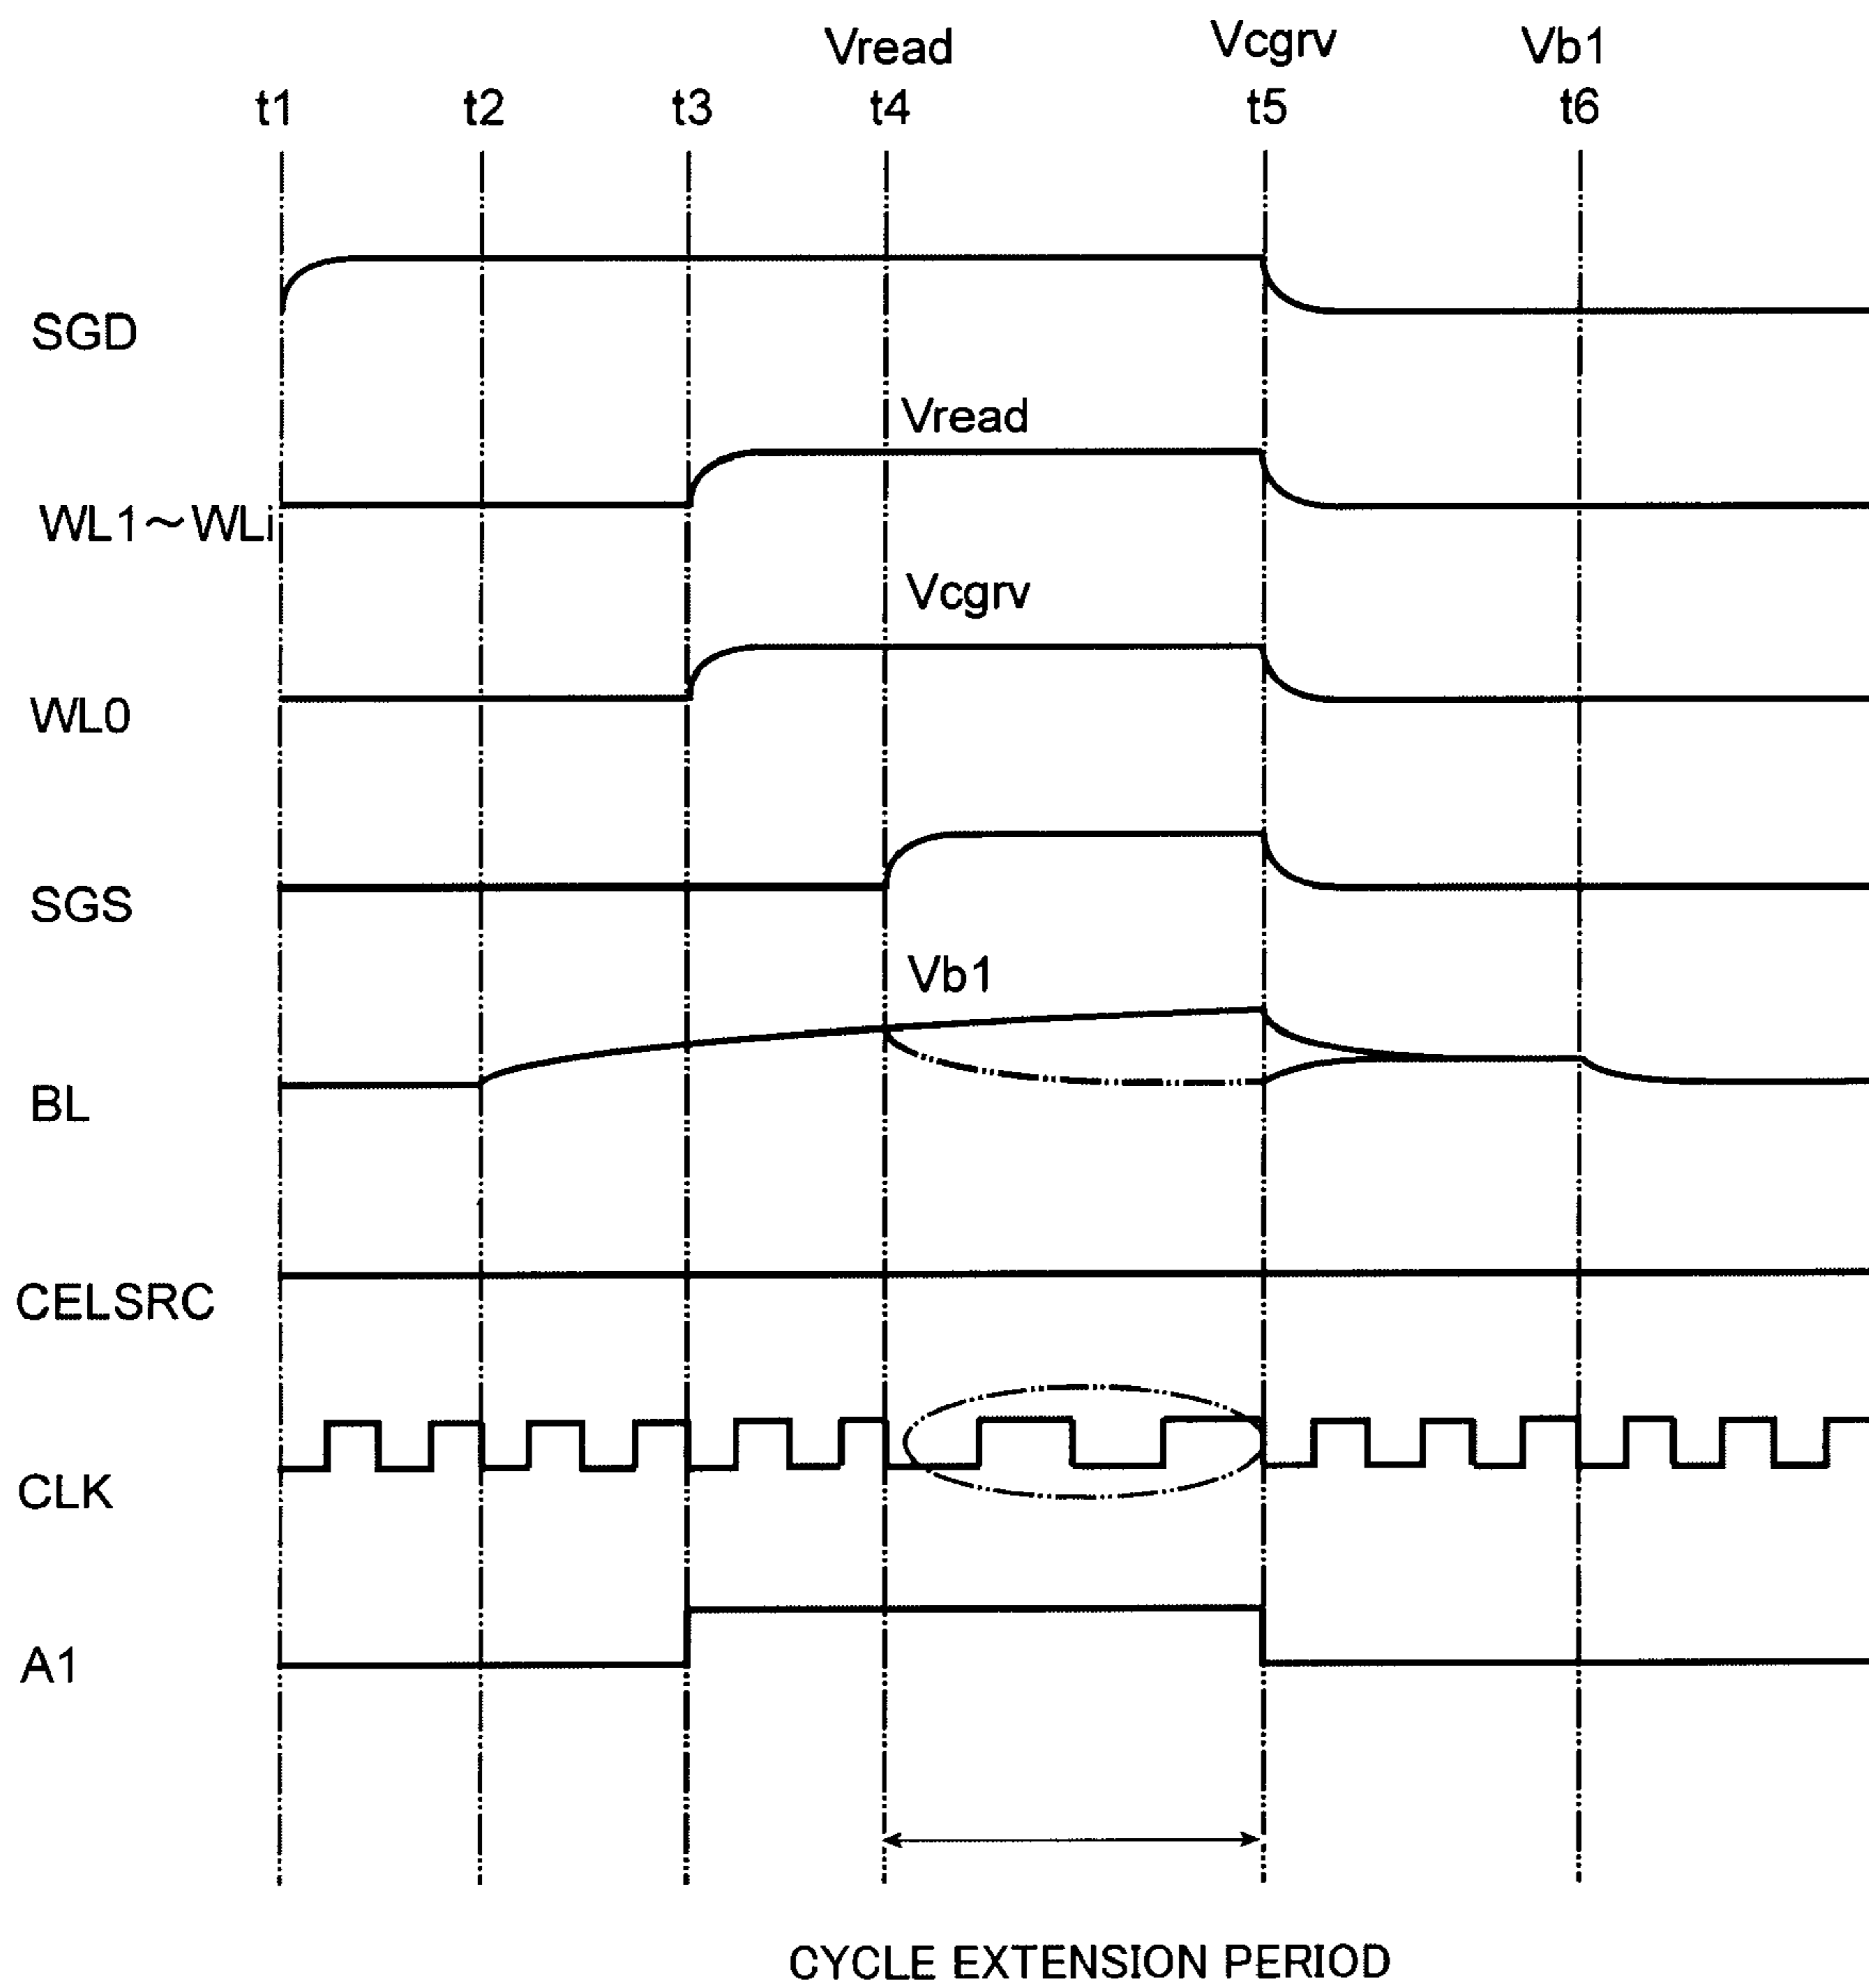 Vread Vcgrv Vb1
t1 t2 t3 t4 t5 t6
SGD
Vread
WL1～WLi
Vcgrv
WL0
SGS
Vb1
BL
CELSRC
CLK
A1
CYCLE EXTENSION PERIOD